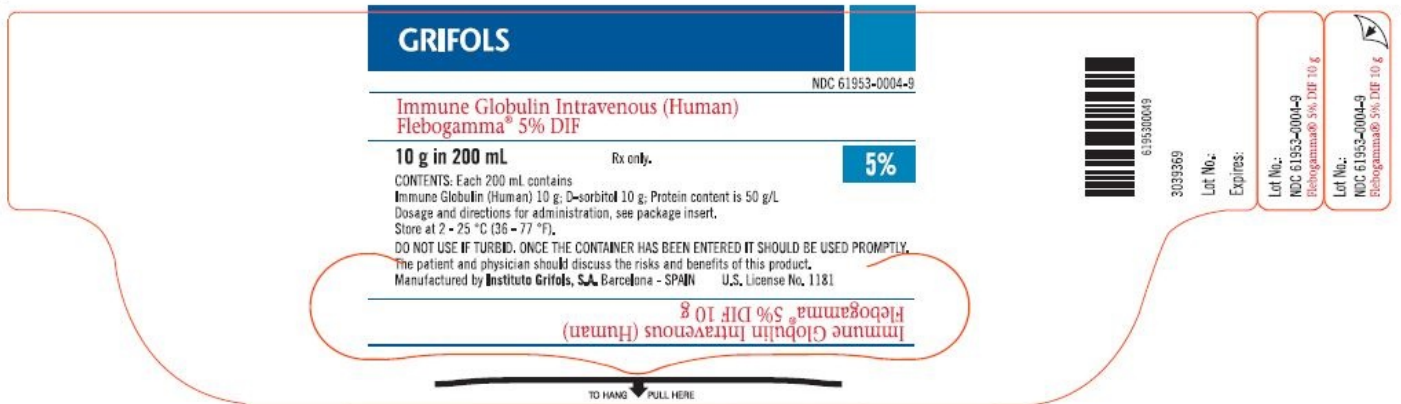 GRIFOLS
NDC 61953-0004-9
Immune Globulin Intravenous (Human)
Flebogamma® 5% DIF
10 g in 200 mL
Rx only.
5%
CONTENTS: Each 200 mL contains
Immune Globulin (Human) 10 g; D-sorbitol 10 g; Protein content is 50 g/L
Dosage and directions for administration, see package insert.
Store at 2 - 25 °C (36 - 77 °F).
DO NOT USE IF TURBID. ONCE THE CONTAINER HAS BEEN ENTERED IT SHOULD BE USED PROMPTLY.
The patient and physician should discuss the risks and benefits of this product.
Manufactured by Instituto Grifols, S.A. Barcelona - SPAIN U.S. License No. 1181
Immune Globulin Intravenous (Human)
Flebogamma® 5% DIF 10 g
TO HANG PULL HERE
6195300049
3039369
Lot No.:
Expires:
Lot No.:
NDC 61953-0004-9
Flebogamma® 5% DIF 10 g
Lot No.:
NDC 61953-0004-9
Flebogamma® 5% DIF 10 g